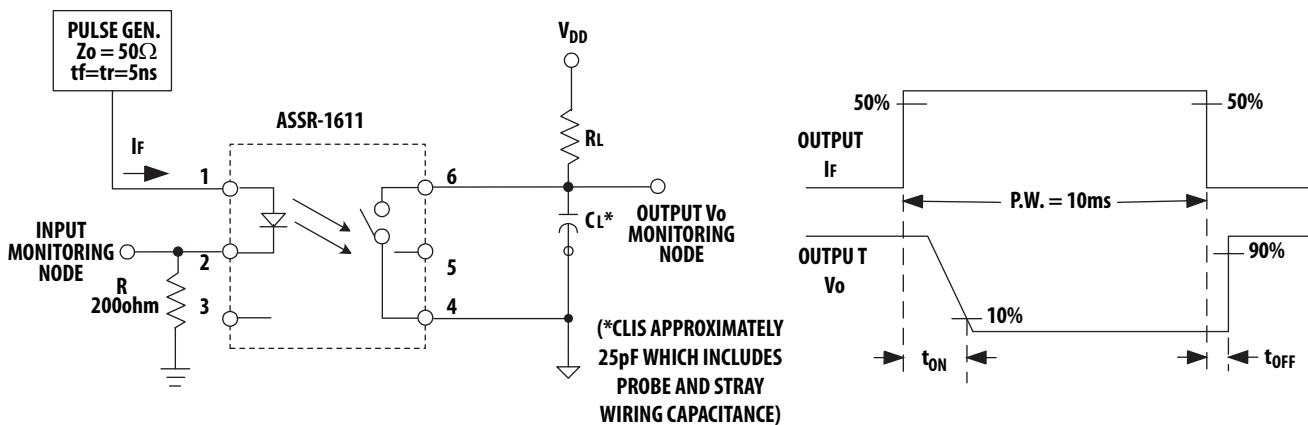 PULSE GEN.
Zo = 50Ω
tf=tr=5ns
IF
ASSR-1611
1
2
3
6
5
4
INPUT
MONITORING
NODE
R
200ohm
VDD
RL
CL*
OUTPUT Vo
MONITORING
NODE
(*CLIS APPROXIMATELY
25pF WHICH INCLUDES
PROBE AND STRAY
WIRING CAPACITANCE)
50%
50%
OUTPUT
IF
P.W. = 10ms
OUTPU T
Vo
90%
10%
tON
tOFF